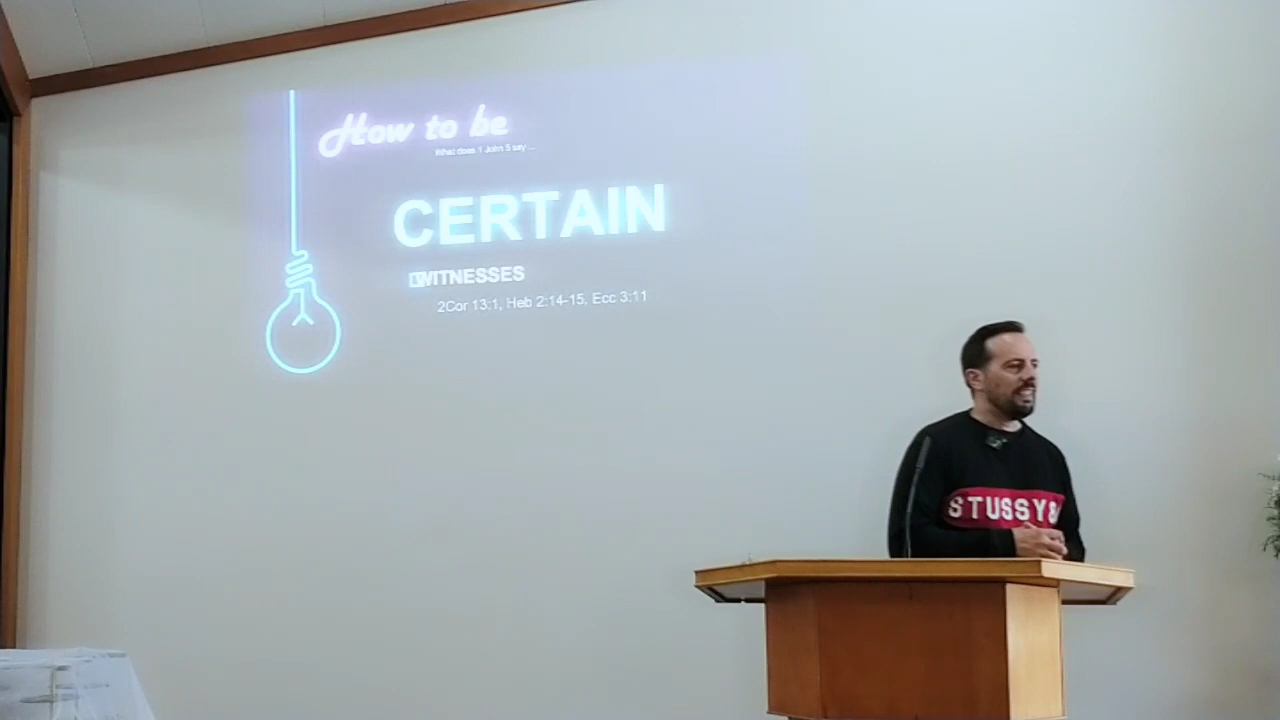 How to be
What does 1 John 5 say ...
CERTAIN
WITNESSES
2Cor 13:1, Heb 2:14-15, Ecc 3:11
STUSSY&